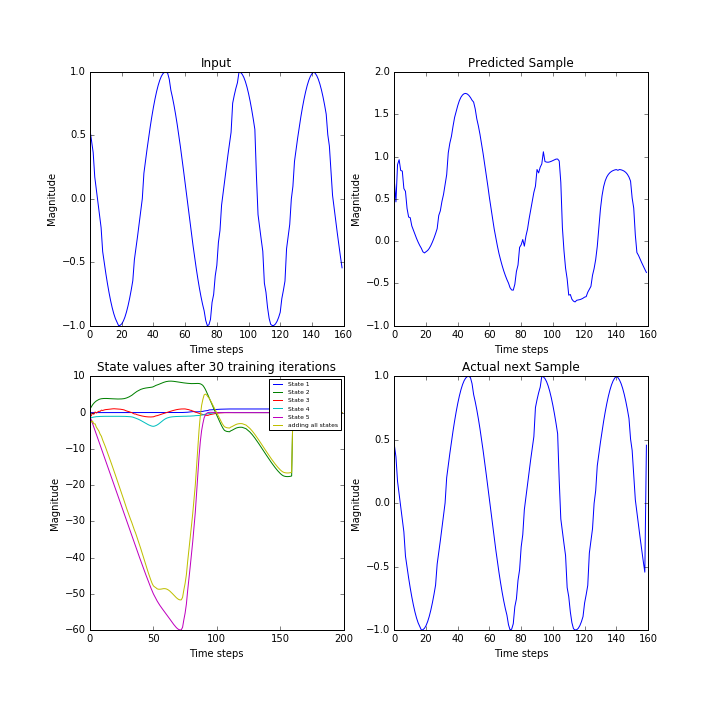 Input
1.0
0.5
0.0
−0.5
−1.0
Magnitude
0 20 40 60 80 100 120 140 160
Time steps
Predicted Sample
2.0
1.5
1.0
0.5
0.0
−0.5
−1.0
Magnitude
0 20 40 60 80 100 120 140 160
Time steps
State values after 30 training iterations
10
0
−10
−20
−30
−40
−50
−60
Magnitude
State 1
State 2
State 3
State 4
State 5
adding all states
0 50 100 150 200
Time steps
Actual next Sample
1.0
0.5
0.0
−0.5
−1.0
Magnitude
0 20 40 60 80 100 120 140 160
Time steps